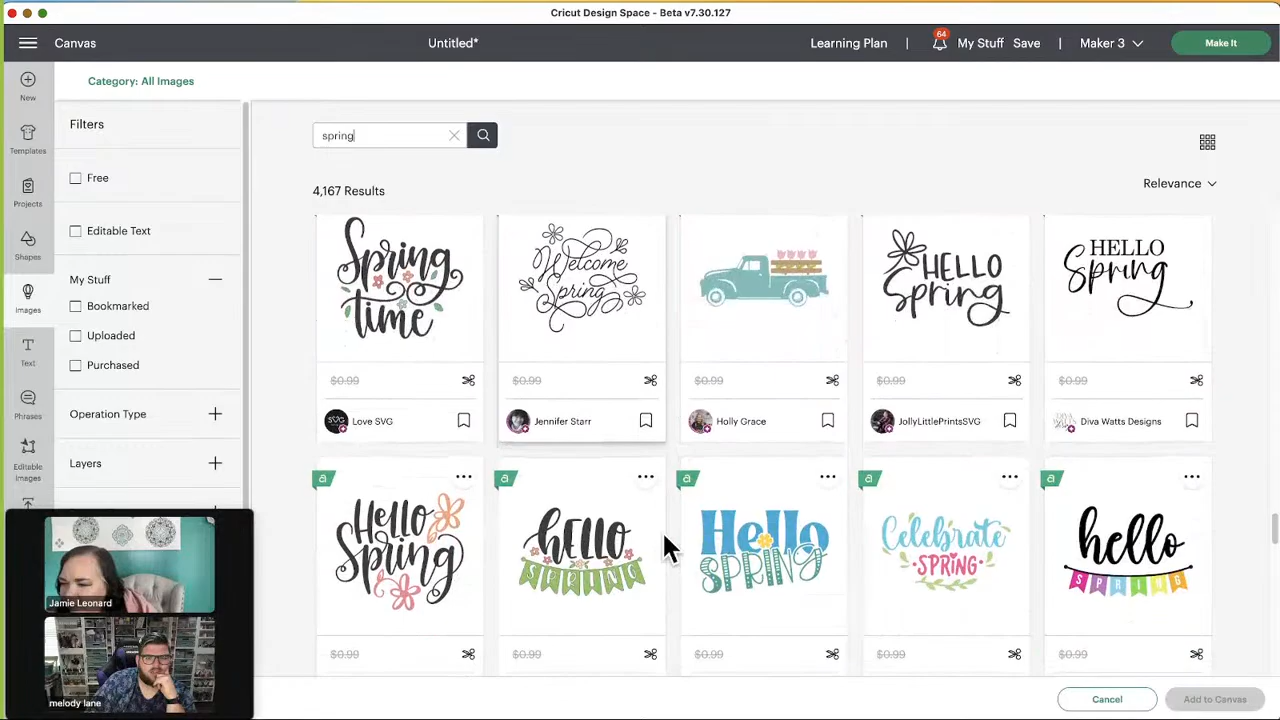 Cricut Design Space - Beta v7.30.127
Canvas
Untitled*
Learning Plan
|
64
My Stuff
Save
|
Maker 3
Make It
New
Templates
Projects
Shapes
Images
Text
Phrases
Editable
Images
Category: All Images
Filters
Free
Editable Text
My Stuff
Bookmarked
Uploaded
Purchased
Operation Type
Layers
spring
4,167 Results
Relevance
Spring
time
Welcome
Spring
HELLO
Spring
HELLO
Spring
$0.99
$0.99
$0.99
$0.99
$0.99
SVG
Love SVG
Jennifer Starr
Holly Grace
JollyLittlePrintsSVG
Diva Watts Designs
a
a
a
a
a
Hello
Spring
hello
SPRING
Hello
SPRING
Celebrate
SPRING
hello
SPRING
$0.99
$0.99
$0.99
$0.99
$0.99
Jamie Leonard
melody lane
Cancel
Add to Canvas